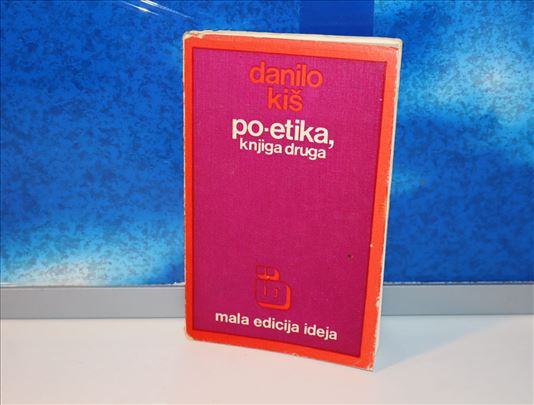 danilo
kiš
po-etika,
knjiga druga
mala edicija ideja